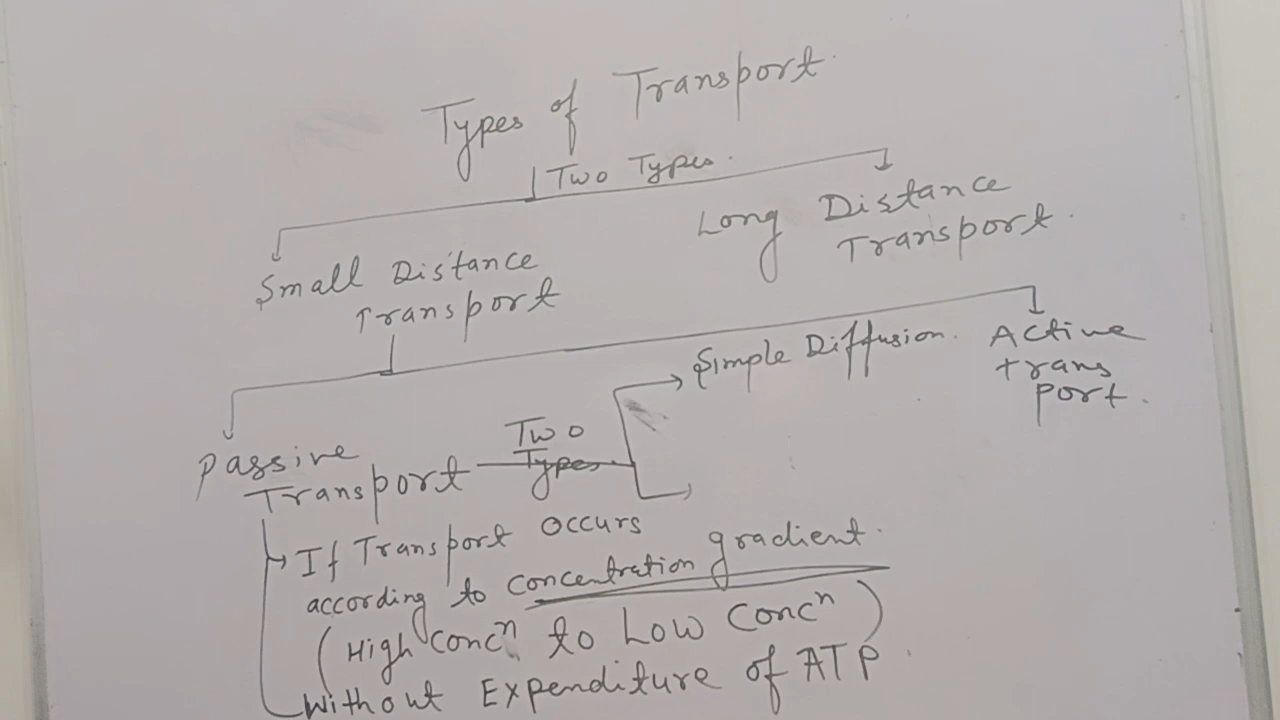 Types of Transport
Two Types.
Long Distance
Transport.
Small Distance
Transport
Simple Diffusion.
Active
trans
port.
Passive
Transport
Two
Types
If Transport occurs
according to concentration gradient.
(High concⁿ to Low concⁿ)
Without Expenditure of ATP.